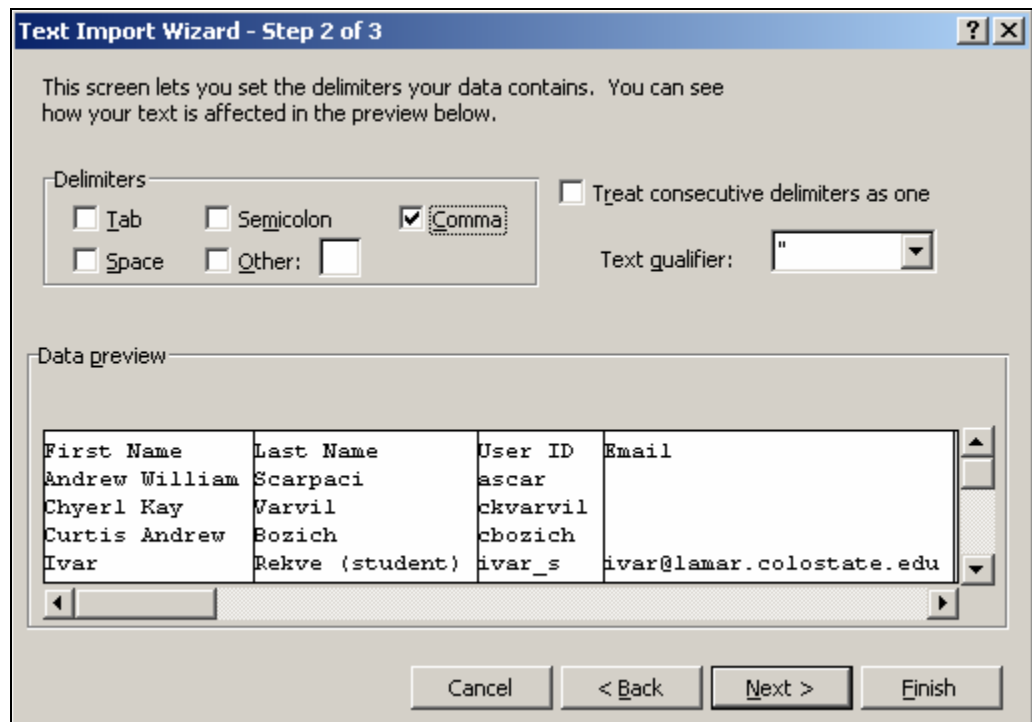 Text Import Wizard - Step 2 of 3
This screen lets you set the delimiters your data contains. You can see
how your text is affected in the preview below.
Delimiters
Tab Semicolon Comma
Space Other:
Treat consecutive delimiters as one
Text qualifier: "
Data preview
First Name Last Name User ID Email
Andrew William Scarpaci ascar
Chyerl Kay Varvil ckvarvil
Curtis Andrew Bozich cbozich
Ivar Rekve (student) ivar_s ivar@lamar.colostate.edu
Cancel < Back Next > Finish